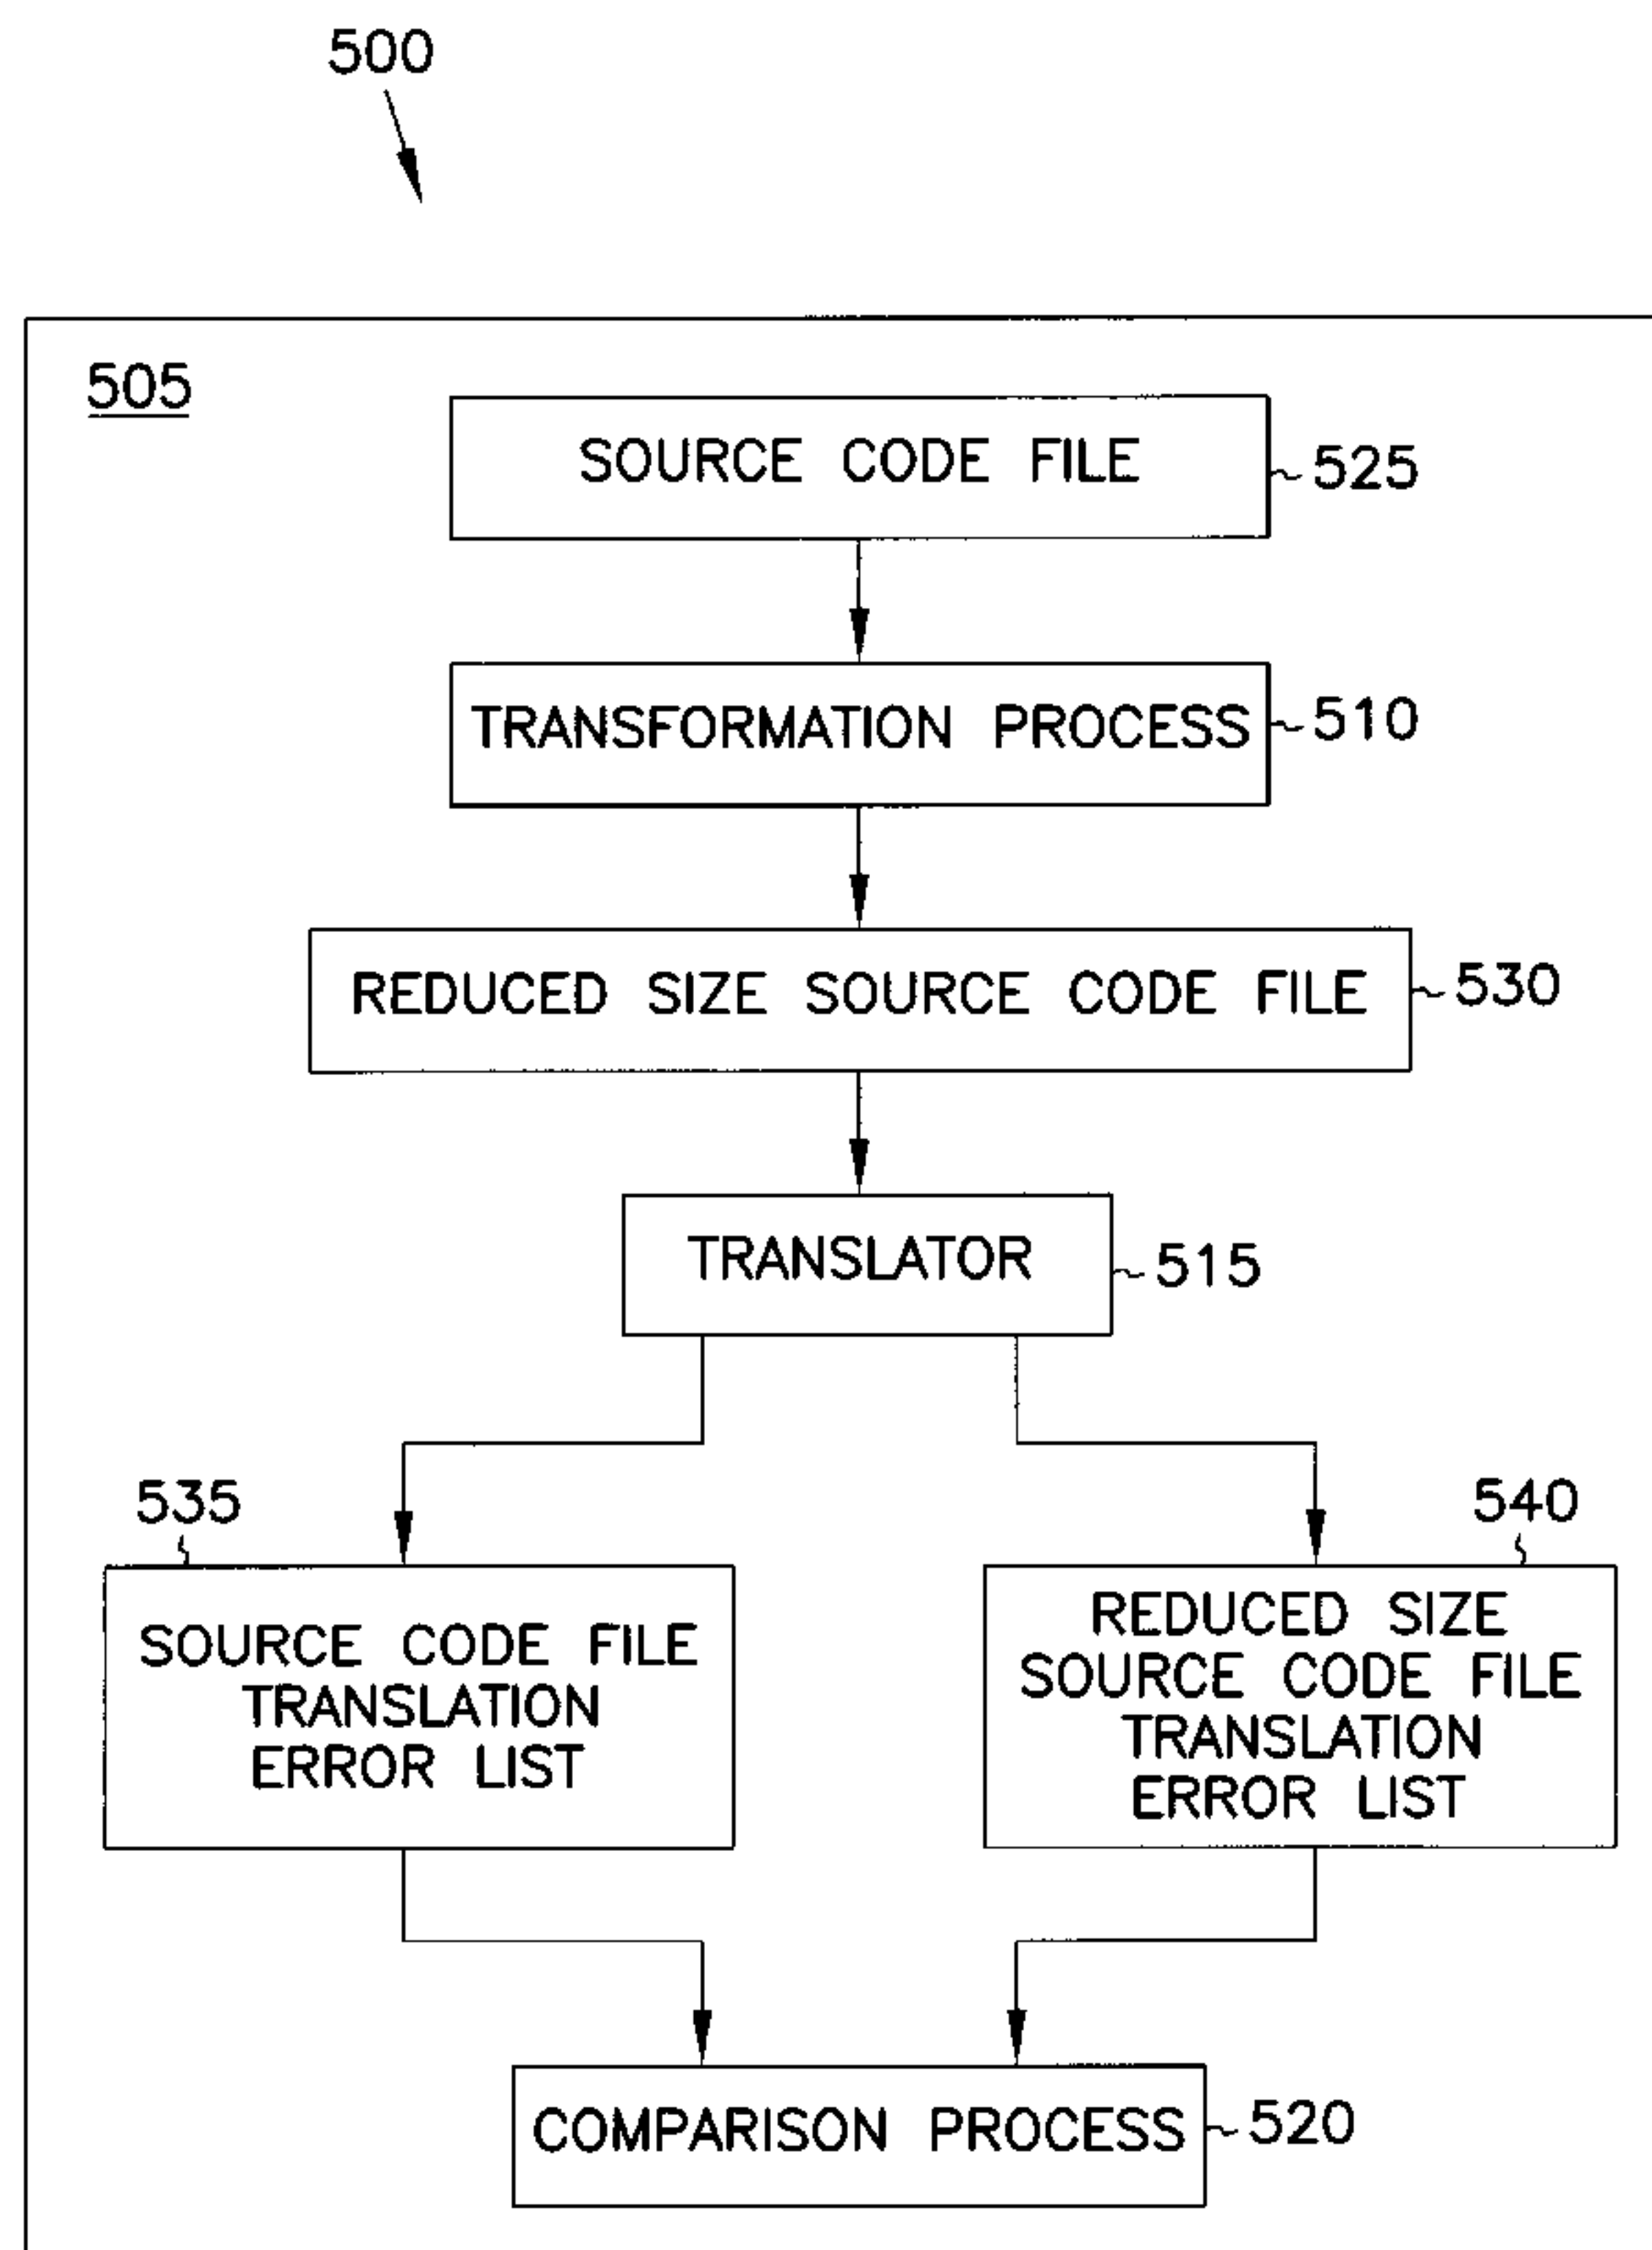 500
505
SOURCE CODE FILE
525
TRANSFORMATION PROCESS
510
REDUCED SIZE SOURCE CODE FILE
530
TRANSLATOR
515
535
540
SOURCE CODE FILE
TRANSLATION
ERROR LIST
REDUCED SIZE
SOURCE CODE FILE
TRANSLATION
ERROR LIST
COMPARISON PROCESS
520